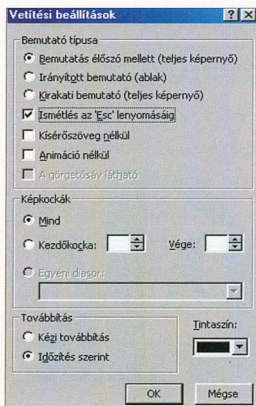 Vetítési beállítások
Bemutató típusa
Bemutatás élőszó mellett (teljes képernyő)
Irányított bemutató (ablak)
Kirakati bemutató (teljes képernyő)
Ismétlés az 'Esc' lenyomásáig
Kísérőszöveg nélkül
Animáció nélkül
A görgetősáv látható
Képkockák
Mind
Kezdőkocka: Vége:
Egyéni diasor:
Továbbítás
Kézi továbbítás
Időzítés szerint
Tintaszín:
OK Mégse